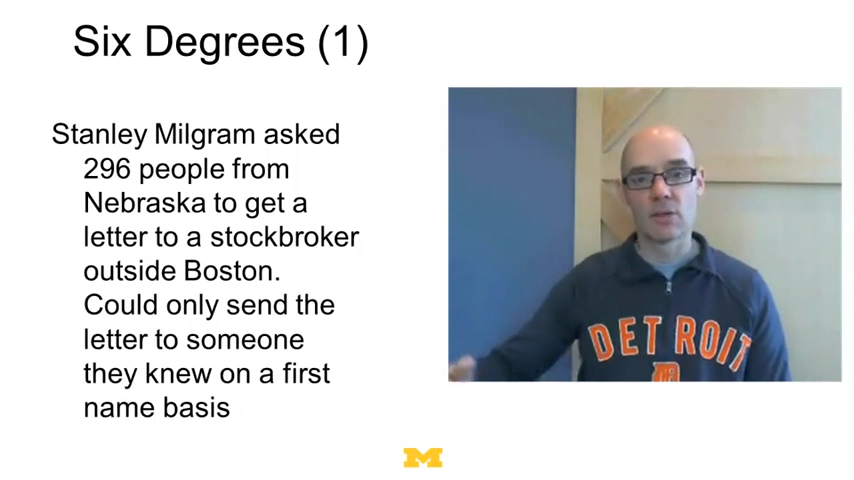 Six Degrees (1)
Stanley Milgram asked
296 people from
Nebraska to get a
letter to a stockbroker
outside Boston.
Could only send the
letter to someone
they knew on a first
name basis
DETROIT
M